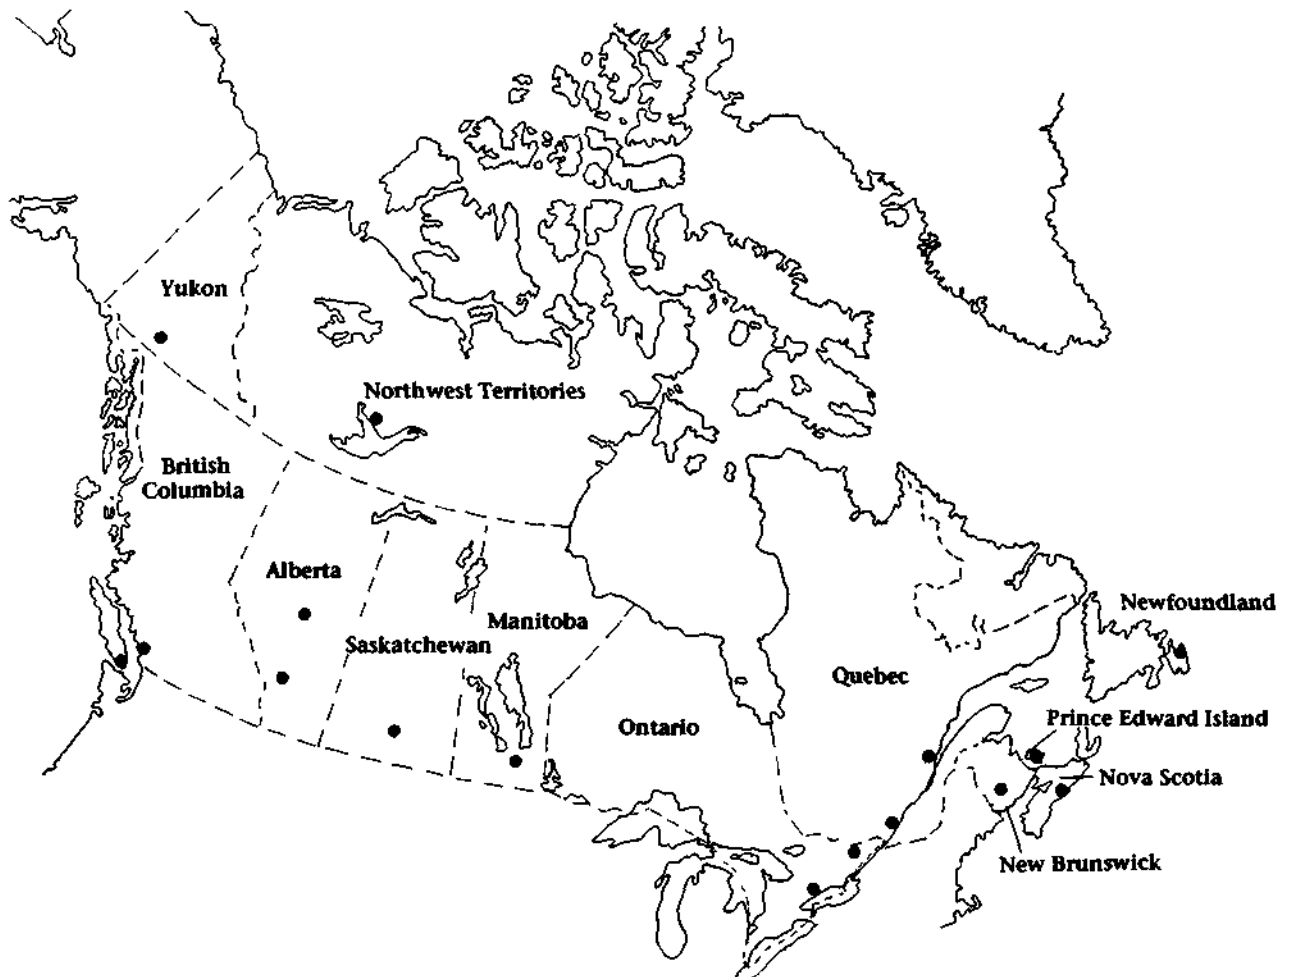 Yukon
Northwest Territories
British
Columbia
Alberta
Newfoundland
Manitoba
Saskatchewan
Quebec
Prince Edward Island
Ontario
Nova Scotia
New Brunswick